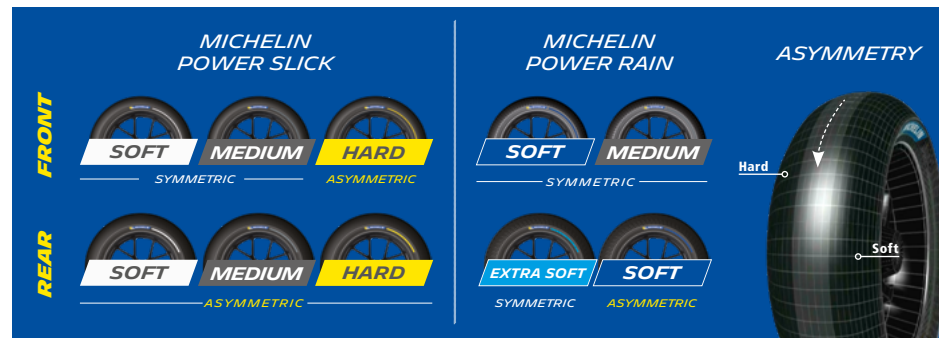 MICHELIN
POWER SLICK
FRONT
SOFT
MEDIUM
HARD
SYMMETRIC
ASYMMETRIC
REAR
SOFT
MEDIUM
HARD
ASYMMETRIC
MICHELIN
POWER RAIN
SOFT
MEDIUM
SYMMETRIC
EXTRA SOFT
SOFT
SYMMETRIC
ASYMMETRIC
ASYMMETRY
Hard
Soft